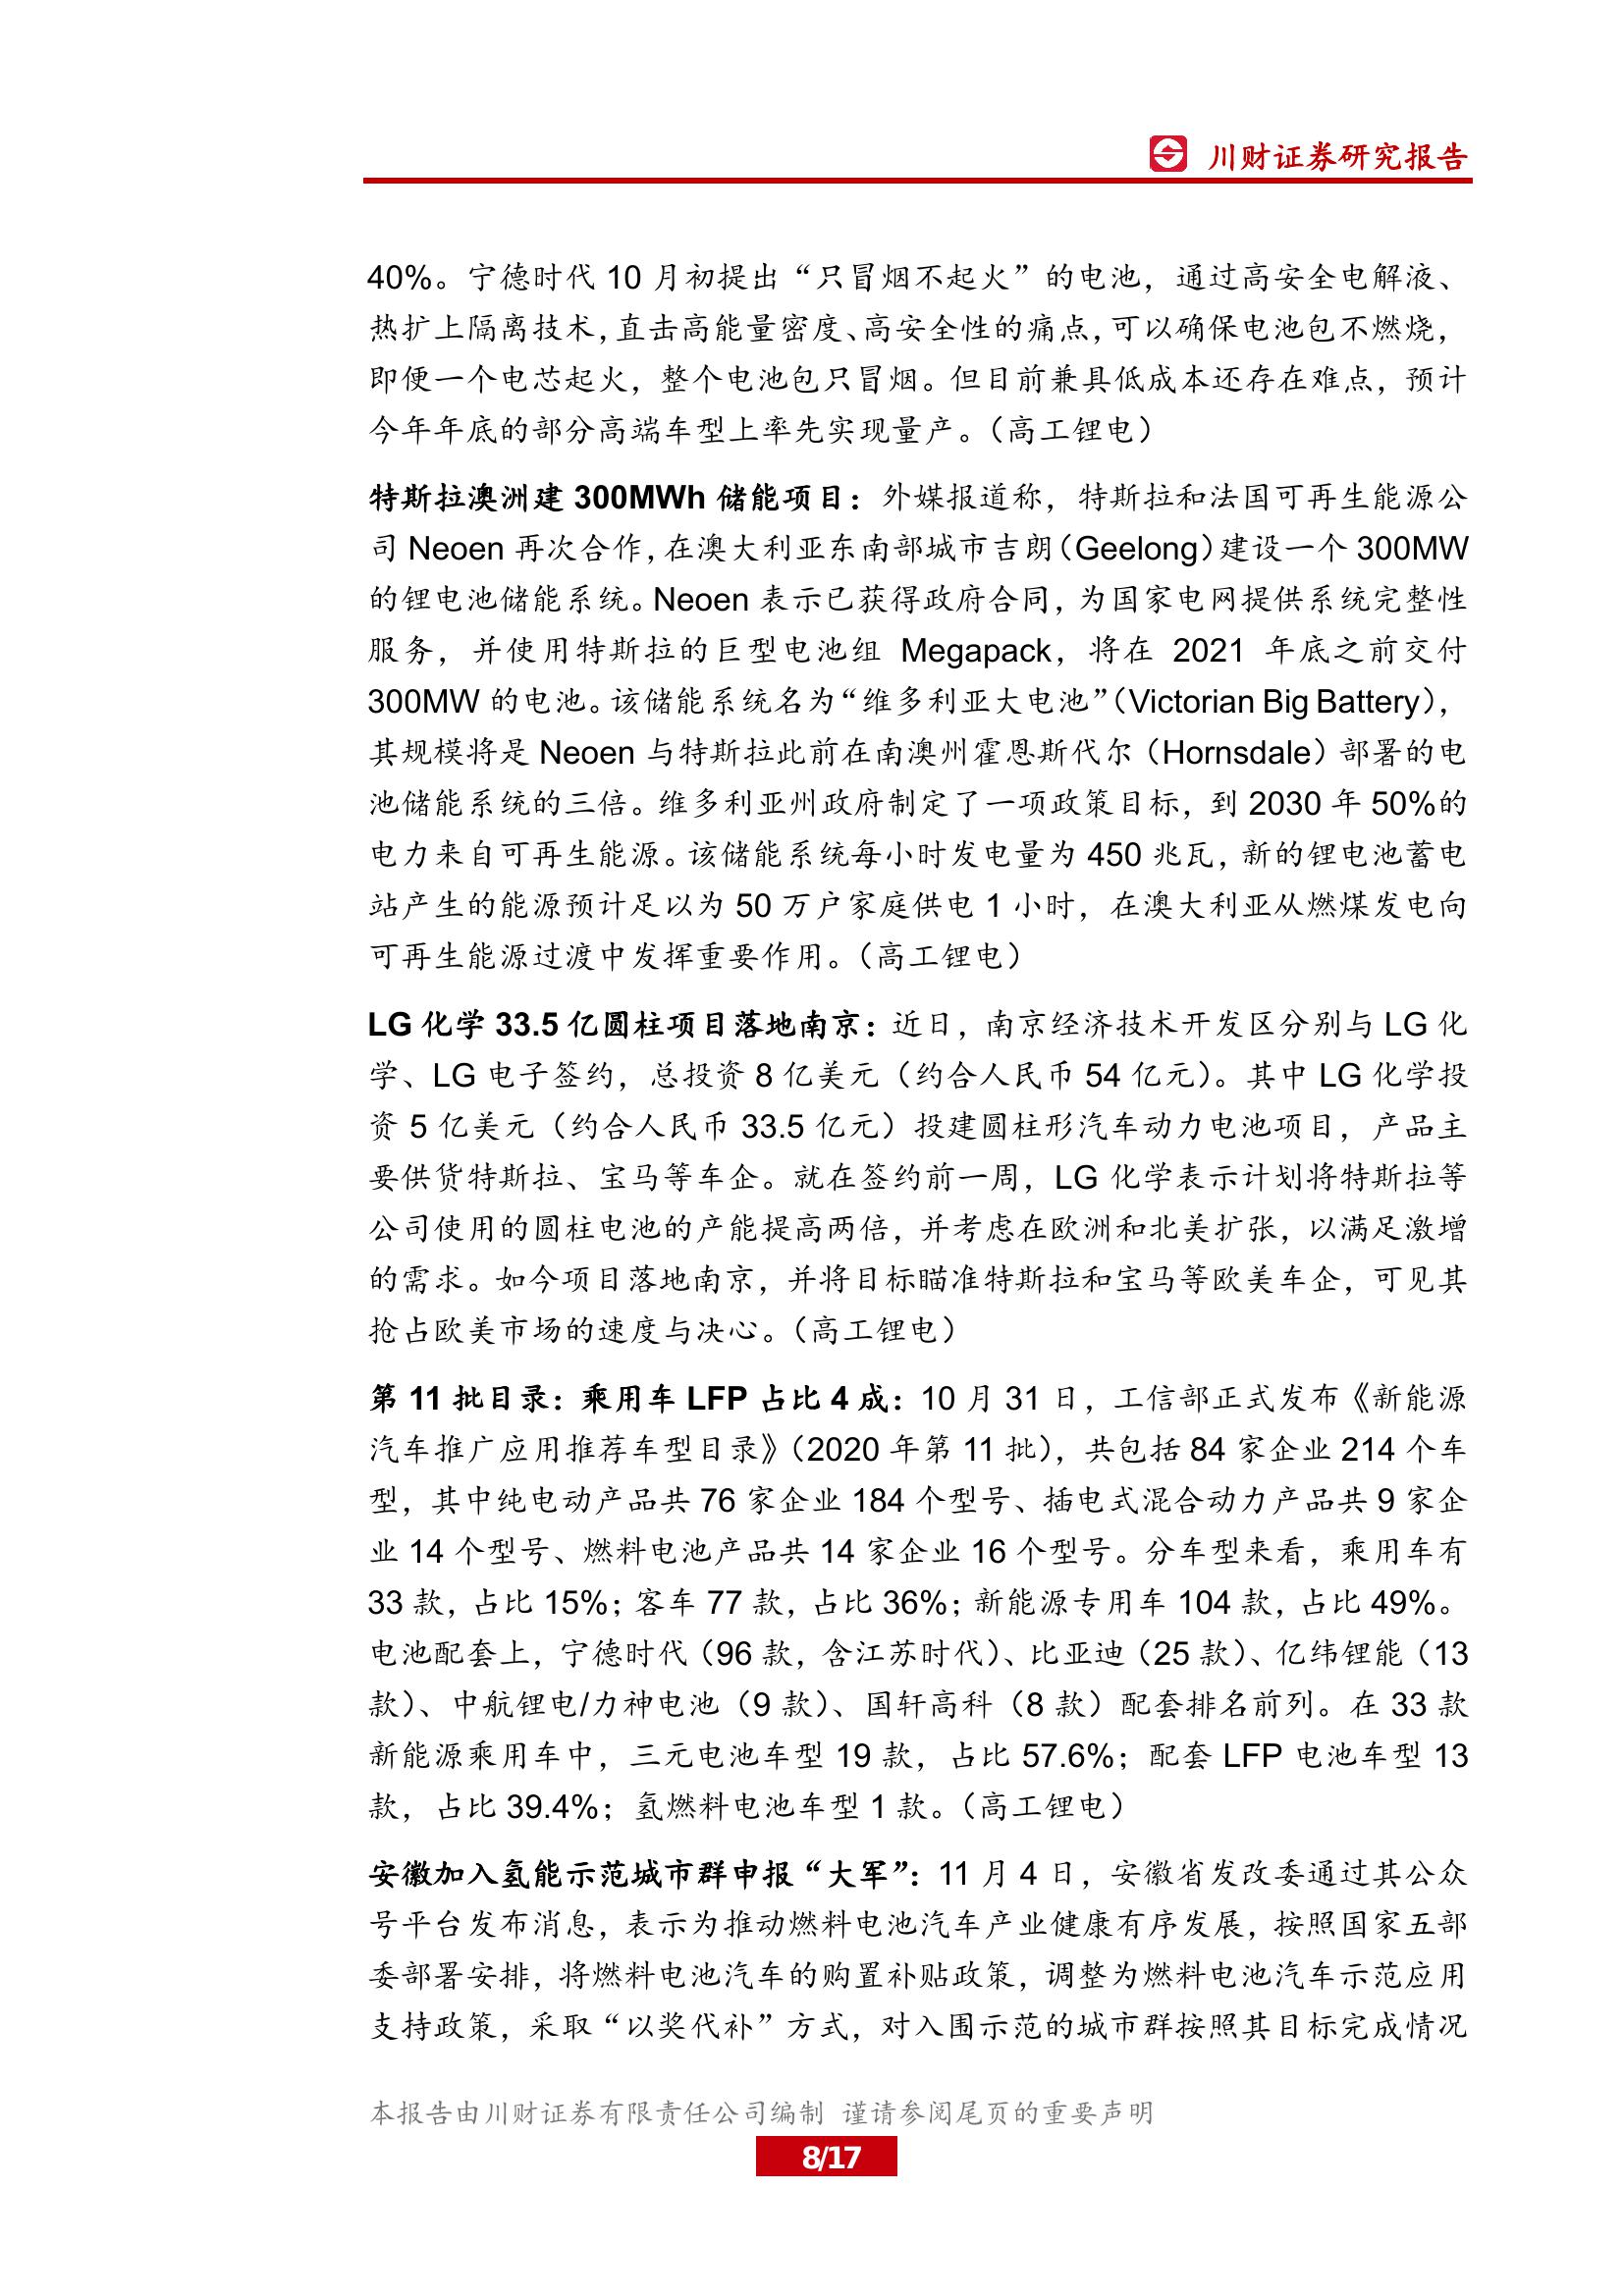 川财证券研究报告
40%。宁德时代 10 月初提出“只冒烟不起火”的电池，通过高安全电解液、
热扩上隔离技术，直击高能量密度、高安全性的痛点，可以确保电池包不燃烧，
即便一个电芯起火，整个电池包只冒烟。但目前兼具低成本还存在难点，预计
今年年底的部分高端车型上率先实现量产。（高工锂电）
特斯拉澳洲建 300MWh 储能项目：外媒报道称，特斯拉和法国可再生能源公
司 Neoen 再次合作，在澳大利亚东南部城市吉朗（Geelong）建设一个 300MW
的锂电池储能系统。Neoen 表示已获得政府合同，为国家电网提供系统完整性
服务，并使用特斯拉的巨型电池组 Megapack，将在 2021 年底之前交付
300MW 的电池。该储能系统名为“维多利亚大电池”（Victorian Big Battery），
其规模将是 Neoen 与特斯拉此前在南澳州霍恩斯代尔（Hornsdale）部署的电
池储能系统的三倍。维多利亚州政府制定了一项政策目标，到 2030 年 50%的
电力来自可再生能源。该储能系统每小时发电量为 450 兆瓦，新的锂电池蓄电
站产生的能源预计足以为 50 万户家庭供电 1 小时，在澳大利亚从燃煤发电向
可再生能源过渡中发挥重要作用。（高工锂电）
LG 化学 33.5 亿圆柱项目落地南京：近日，南京经济技术开发区分别与 LG 化
学、LG 电子签约，总投资 8 亿美元（约合人民币 54 亿元）。其中 LG 化学投
资 5 亿美元（约合人民币 33.5 亿元）投建圆柱形汽车动力电池项目，产品主
要供货特斯拉、宝马等车企。就在签约前一周，LG 化学表示计划将特斯拉等
公司使用的圆柱电池的产能提高两倍，并考虑在欧洲和北美扩张，以满足激增
的需求。如今项目落地南京，并将目标瞄准特斯拉和宝马等欧美车企，可见其
抢占欧美市场的速度与决心。（高工锂电）
第 11 批目录：乘用车 LFP 占比 4 成：10 月 31 日，工信部正式发布《新能源
汽车推广应用推荐车型目录》（2020 年第 11 批），共包括 84 家企业 214 个车
型，其中纯电动产品共 76 家企业 184 个型号、插电式混合动力产品共 9 家企
业 14 个型号、燃料电池产品共 14 家企业 16 个型号。分车型来看，乘用车有
33 款，占比 15%；客车 77 款，占比 36%；新能源专用车 104 款，占比 49%。
电池配套上，宁德时代（96 款，含江苏时代）、比亚迪（25 款）、亿纬锂能（13
款）、中航锂电/力神电池（9 款）、国轩高科（8 款）配套排名前列。在 33 款
新能源乘用车中，三元电池车型 19 款，占比 57.6%；配套 LFP 电池车型 13
款，占比 39.4%；氢燃料电池车型 1 款。（高工锂电）
安徽加入氢能示范城市群申报“大军”：11 月 4 日，安徽省发改委通过其公众
号平台发布消息，表示为推动燃料电池汽车产业健康有序发展，按照国家五部
委部署安排，将燃料电池汽车的购置补贴政策，调整为燃料电池汽车示范应用
支持政策，采取“以奖代补”方式，对入围示范的城市群按照其目标完成情况
本报告由川财证券有限责任公司编制 谨请参阅尾页的重要声明
8/17